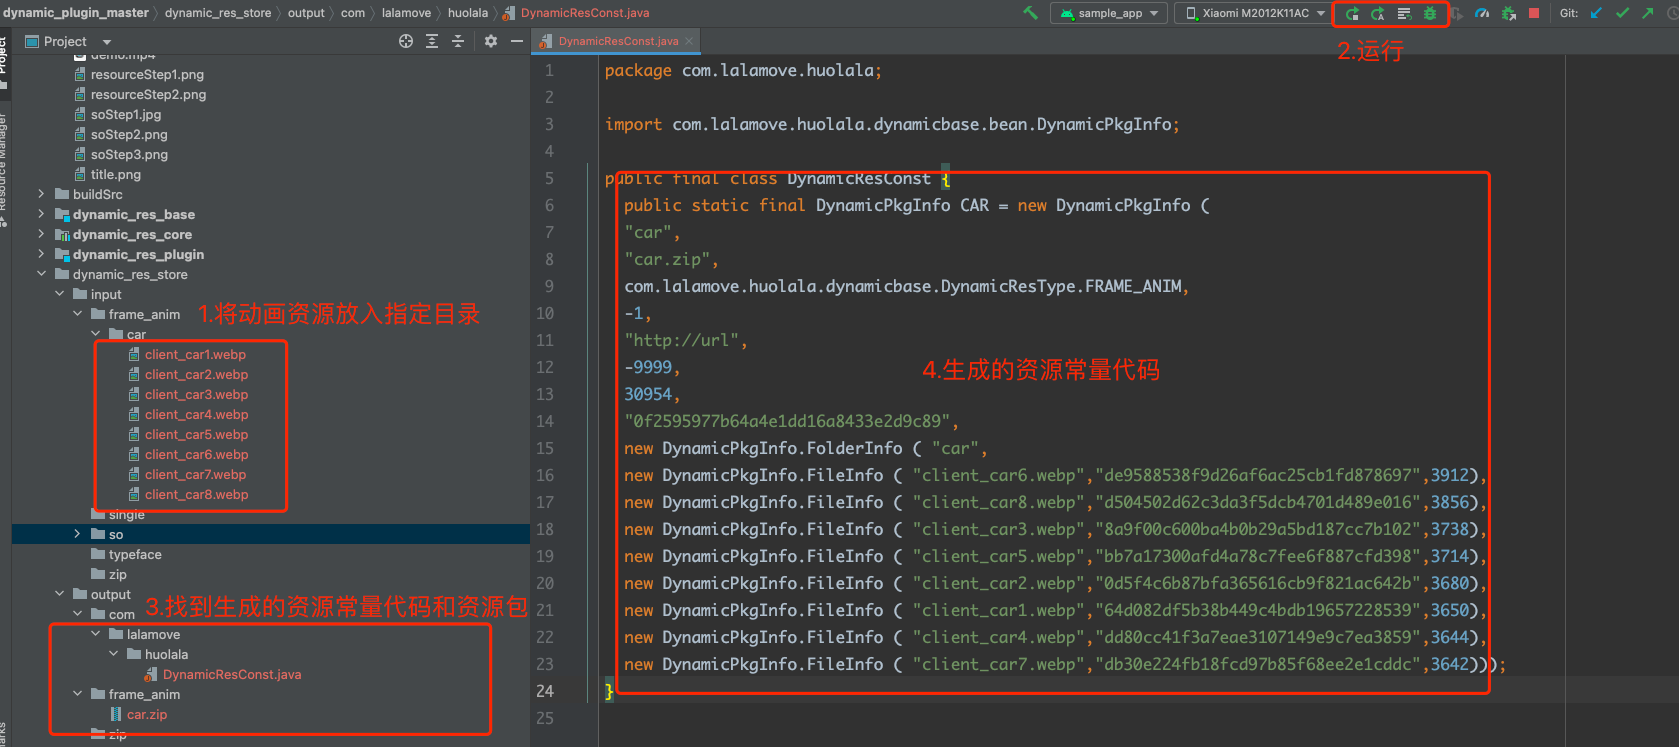 dynamic_plugin_master
dynamic_res_store
output
com
lalamove
huolala
DynamicResConst.java
sample_app
Xiaomi M2012K11AC
Git:
2.运行
Project
Project
Resource Manager
demo.mp4
resourceStep1.png
resourceStep2.png
soStep1.jpg
soStep2.png
soStep3.png
title.png
buildSrc
dynamic_res_base
dynamic_res_core
dynamic_res_plugin
dynamic_res_store
input
frame_anim
1.将动画资源放入指定目录
car
client_car1.webp
client_car2.webp
client_car3.webp
client_car4.webp
client_car5.webp
client_car6.webp
client_car7.webp
client_car8.webp
single
so
typeface
zip
output
com
3.找到生成的资源常量代码和资源包
lalamove
huolala
DynamicResConst.java
frame_anim
car.zip
zip
DynamicResConst.java
1 package com.lalamove.huolala;
2
3 import com.lalamove.huolala.dynamicbase.bean.DynamicPkgInfo;
4
5 public final class DynamicResConst {
6 public static final DynamicPkgInfo CAR = new DynamicPkgInfo (
7 "car",
8 "car.zip",
9 com.lalamove.huolala.dynamicbase.DynamicResType.FRAME_ANIM,
10 -1,
11 "http://url",
12 -9999,
4.生成的资源常量代码
13 30954,
14 "0f2595977b64a4e1dd16a8433e2d9c89",
15 new DynamicPkgInfo.FolderInfo ( "car",
16 new DynamicPkgInfo.FileInfo ( "client_car6.webp","de9588538f9d26af6ac25cb1fd878697",3912),
17 new DynamicPkgInfo.FileInfo ( "client_car8.webp","d504502d62c3da3f5dcb4701d489e016",3856),
18 new DynamicPkgInfo.FileInfo ( "client_car3.webp","8a9f00c600ba4b0b29a5bd187cc7b102",3738),
19 new DynamicPkgInfo.FileInfo ( "client_car5.webp","bb7a17300afd4a78c7fee6f887cfd398",3714),
20 new DynamicPkgInfo.FileInfo ( "client_car2.webp","0d5f4c6b87bfa365616cb9f821ac642b",3680),
21 new DynamicPkgInfo.FileInfo ( "client_car1.webp","64d082df5b38b449c4bdb19657228539",3650),
22 new DynamicPkgInfo.FileInfo ( "client_car4.webp","dd80cc41f3a7eae3107149e9c7ea3859",3644),
23 new DynamicPkgInfo.FileInfo ( "client_car7.webp","db30e224fb18fcd97b85f68ee2e1cddc",3642)));
24 }
25